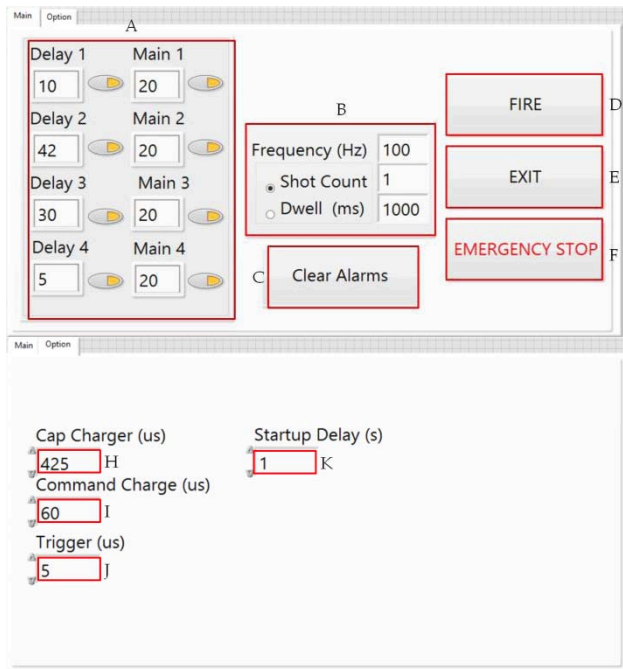 Main Option
A
Delay 1 Main 1
10 20
Delay 2 Main 2
42 20
Delay 3 Main 3
30 20
Delay 4 Main 4
5 20
B
Frequency (Hz) 100
Shot Count 1
Dwell (ms) 1000
C Clear Alarms
FIRE D
EXIT E
EMERGENCY STOP F
Main Option
Cap Charger (us)
425 H
Command Charge (us)
60 I
Trigger (us)
5 J
Startup Delay (s)
1 K